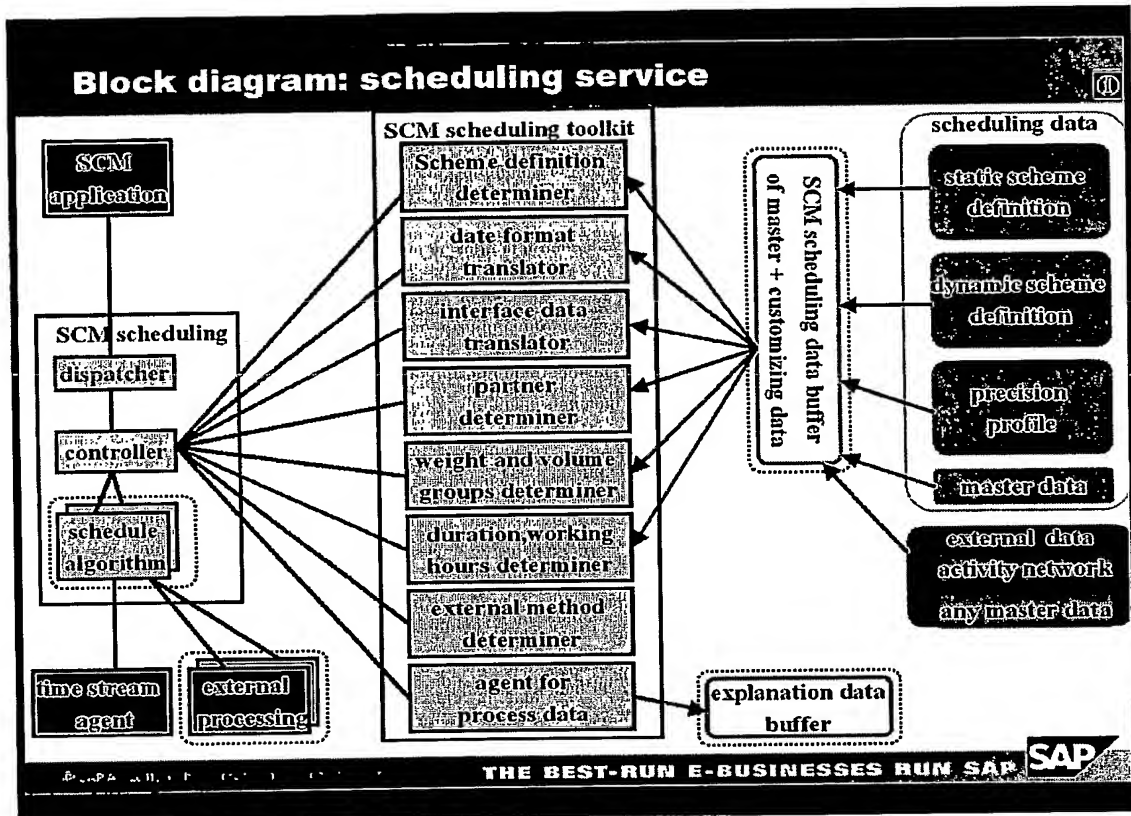 Block diagram: scheduling service
SCM
application
SCM scheduling
dispatcher
controller
schedule
algorithm
time stream
agent
external
processing
SCM scheduling toolkit
Scheme definition
determiner
date format
translator
interface data
translator
partner
determiner
weight and volume
groups determiner
duration,working
hours determiner
external method
determiner
agent for
process data
SCM scheduling data buffer
of master + customizing data
explanation data
buffer
scheduling data
static scheme
definition
dynamic scheme
definition
precision
profile
master data
external data
activity network
any master data
THE BEST-RUN E-BUSINESSES RUN SAP
SAP